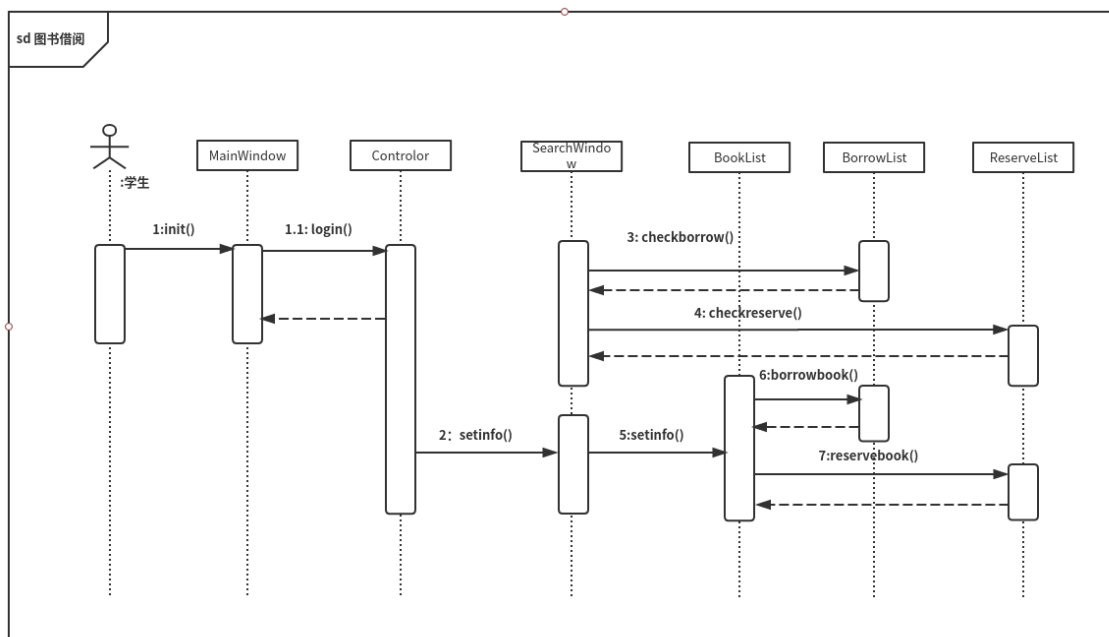 sd 图书借阅
:学生
MainWindow
Controlor
SearchWindo
w
BookList
BorrowList
ReserveList
1:init()
1.1: login()
3: checkborrow()
4: checkreserve()
6:borrowbook()
2：setinfo()
5:setinfo()
7:reservebook()